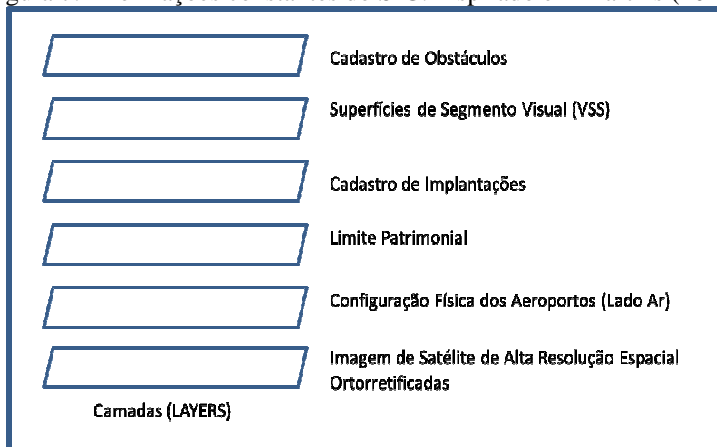 Cadastro de Obstáculos
Superfícies de Segmento Visual (VSS)
Cadastro de Implantações
Limite Patrimonial
Configuração Física dos Aeroportos (Lado Ar)
Imagem de Satélite de Alta Resolução Espacial
Ortorretificadas
Camadas (LAYERS)